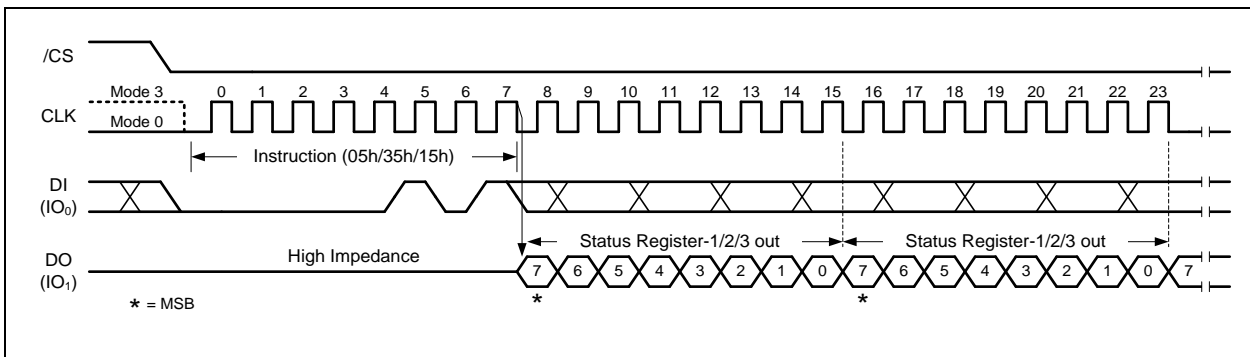 /CS
Mode 3 0 1 2 3 4 5 6 7 8 9 10 11 12 13 14 15 16 17 18 19 20 21 22 23
CLK
Mode 0
Instruction (05h/35h/15h)
DI
(IO₀)
Status Register-1/2/3 out Status Register-1/2/3 out
High Impedance
DO
(IO₁)
7 6 5 4 3 2 1 0 7 6 5 4 3 2 1 0 7
* *
* = MSB